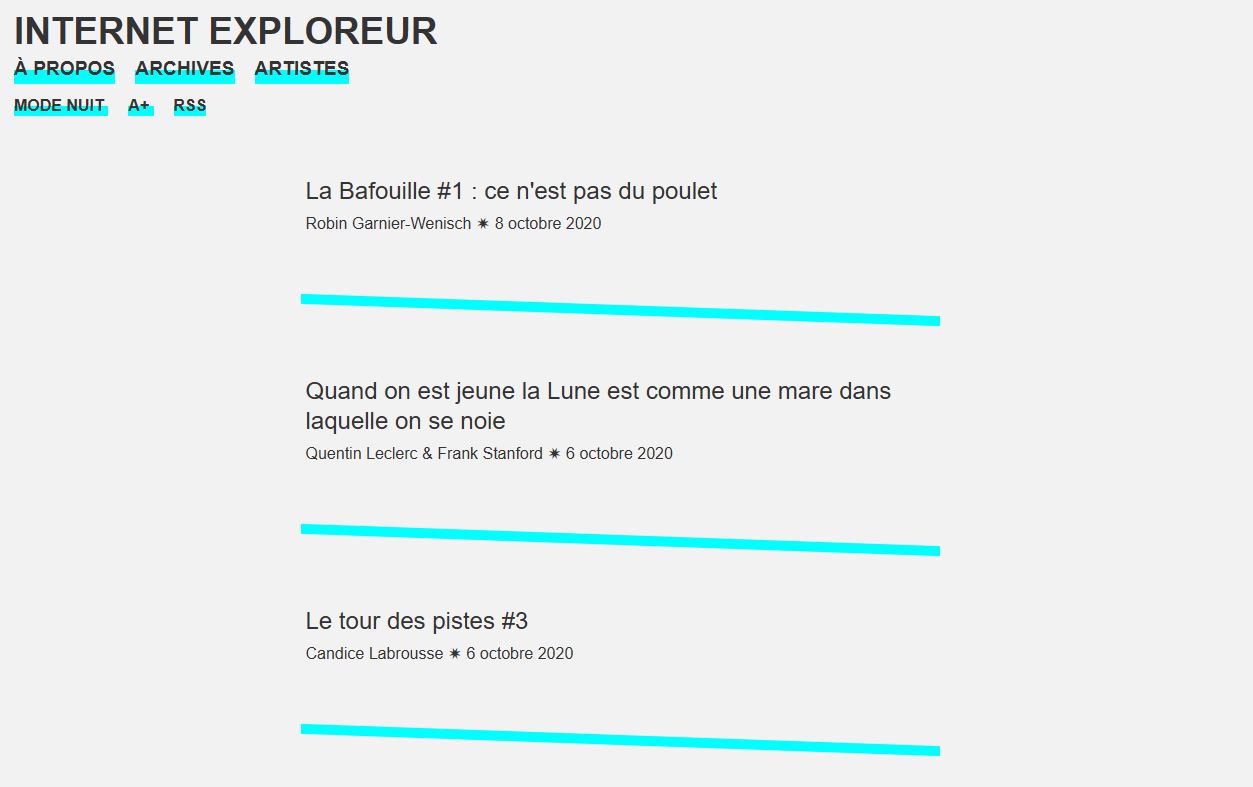 INTERNET EXPLOREUR
À PROPOS ARCHIVES ARTISTES
MODE NUIT A+ RSS
La Bafouille #1 : ce n'est pas du poulet
Robin Garnier-Wenisch ✷ 8 octobre 2020
Quand on est jeune la Lune est comme une mare dans
laquelle on se noie
Quentin Leclerc & Frank Stanford ✷ 6 octobre 2020
Le tour des pistes #3
Candice Labrousse ✷ 6 octobre 2020